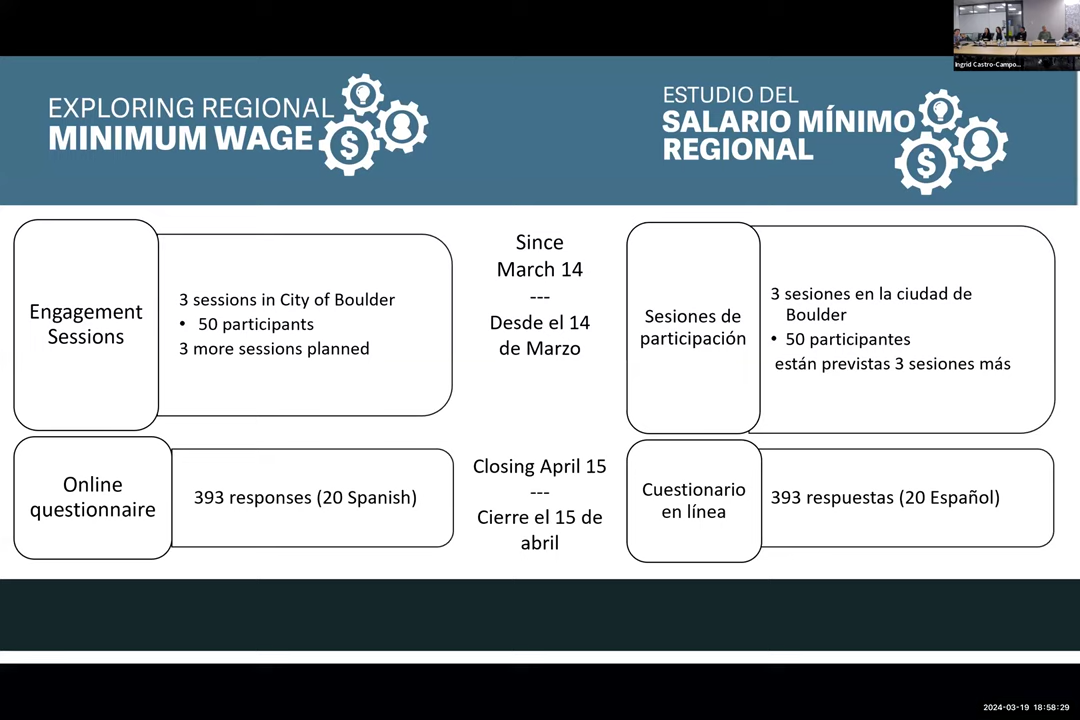 Ingrid Castro-Campo...
EXPLORING REGIONAL
MINIMUM WAGE
$
ESTUDIO DEL
SALARIO MÍNIMO
REGIONAL
$
Engagement
Sessions
3 sessions in City of Boulder
• 50 participants
3 more sessions planned
Since
March 14
---
Desde el 14
de Marzo
Sesiones de
participación
3 sesiones en la ciudad de
Boulder
• 50 participantes
están previstas 3 sesiones más
Online
questionnaire
393 responses (20 Spanish)
Closing April 15
---
Cierre el 15 de
abril
Cuestionario
en línea
393 respuestas (20 Español)
2024-03-19 18:58:29